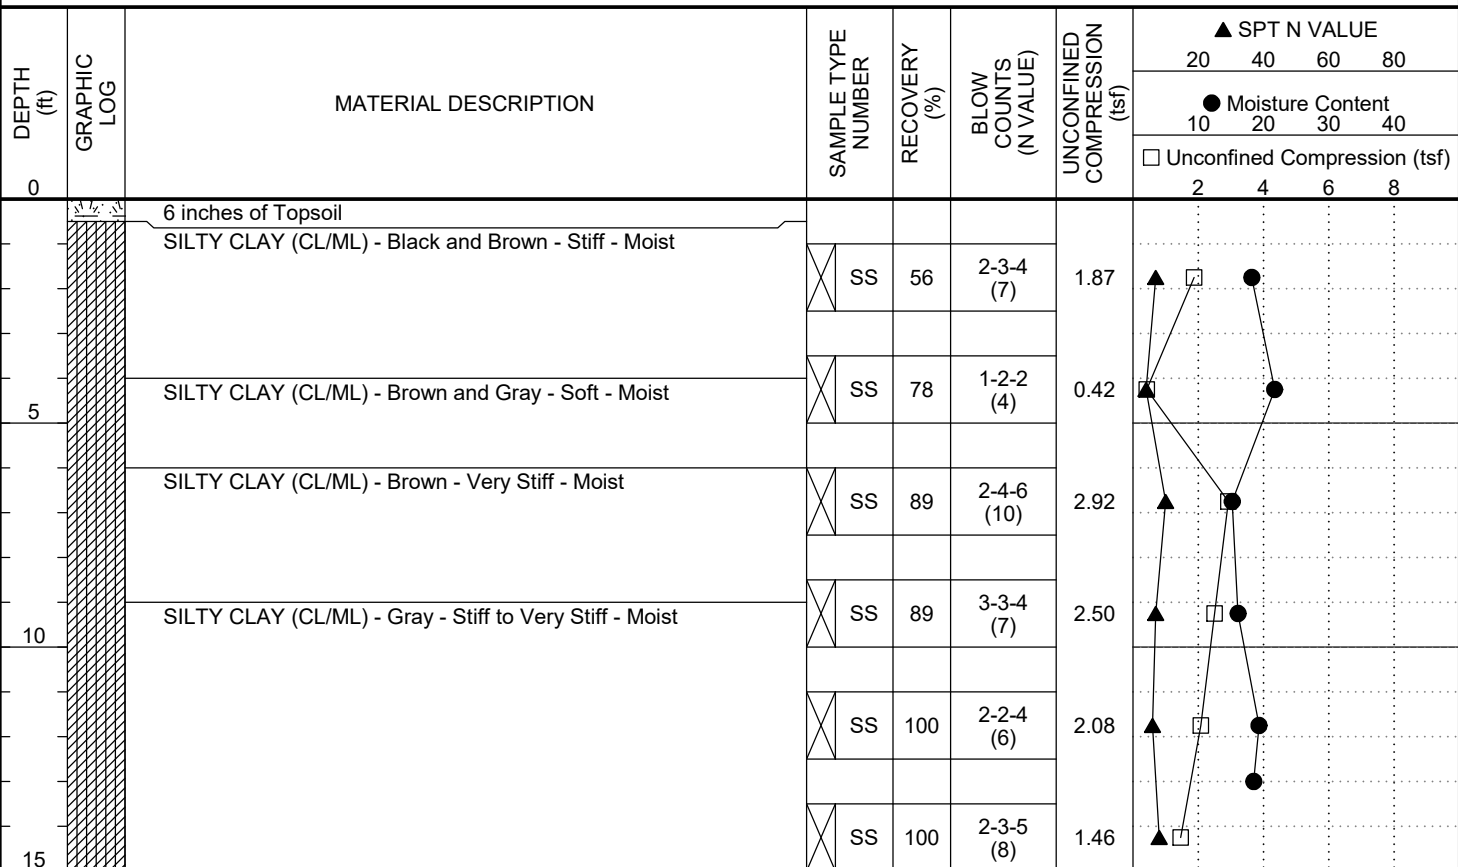 DEPTH
(ft)
GRAPHIC
LOG
MATERIAL DESCRIPTION
SAMPLE TYPE
NUMBER
RECOVERY
(%)
BLOW
COUNTS
(N VALUE)
UNCONFINED
COMPRESSION
(tsf)
SPT N VALUE
20 40 60 80
Moisture Content
10 20 30 40
Unconfined Compression (tsf)
2 4 6 8
0
6 inches of Topsoil
SILTY CLAY (CL/ML) - Black and Brown - Stiff - Moist
SS 56 2-3-4
(7)
1.87
SILTY CLAY (CL/ML) - Brown and Gray - Soft - Moist
SS 78 1-2-2
(4)
0.42
5
SILTY CLAY (CL/ML) - Brown - Very Stiff - Moist
SS 89 2-4-6
(10)
2.92
SILTY CLAY (CL/ML) - Gray - Stiff to Very Stiff - Moist
SS 89 3-3-4
(7)
2.50
10
SS 100 2-2-4
(6)
2.08
SS 100 2-3-5
(8)
1.46
15